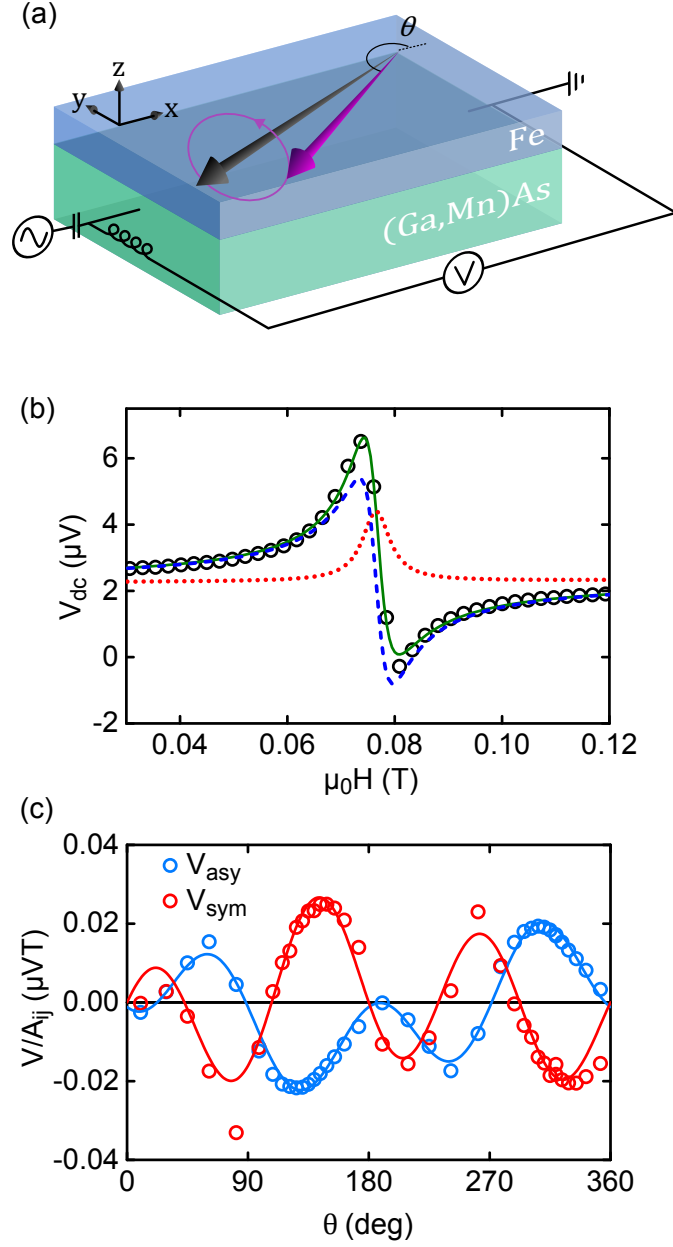 (a)
θ
z
y
x
Fe
(Ga,Mn)As
V
(b)
6
4
2
0
-2
V_dc (μV)
0.04 0.06 0.08 0.10 0.12
μ₀H (T)
(c)
0.04
0.02
0.00
-0.02
-0.04
V/A_ij (μVT)
V_asy
V_sym
0 90 180 270 360
θ (deg)